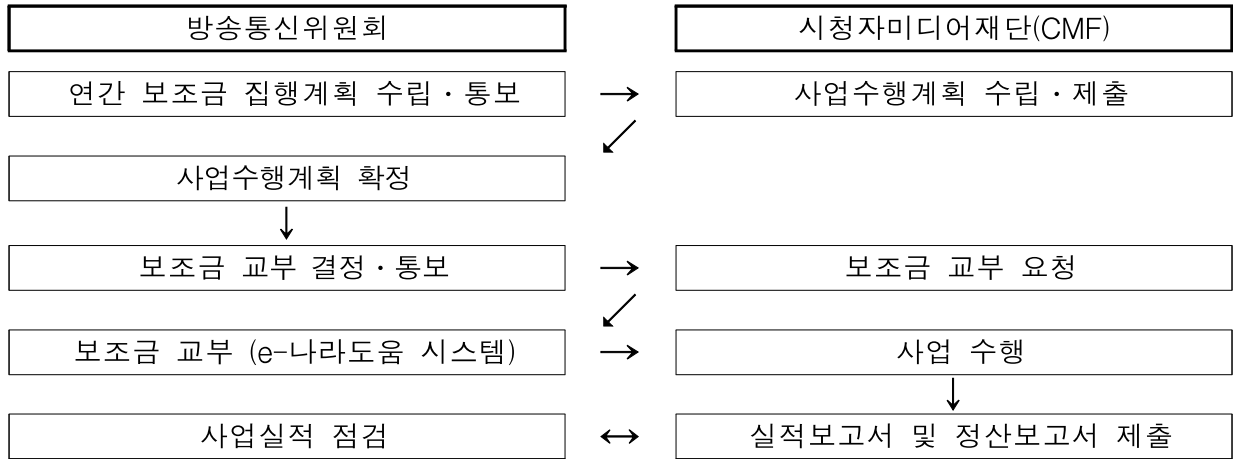 방송통신위원회
시청자미디어재단(CMF)
연간 보조금 집행계획 수립·통보
→
사업수행계획 수립·제출
↙
사업수행계획 확정
↓
보조금 교부 결정·통보
→
보조금 교부 요청
↙
보조금 교부 (e-나라도움 시스템)
→
사업 수행
↓
사업실적 점검
↔
실적보고서 및 정산보고서 제출